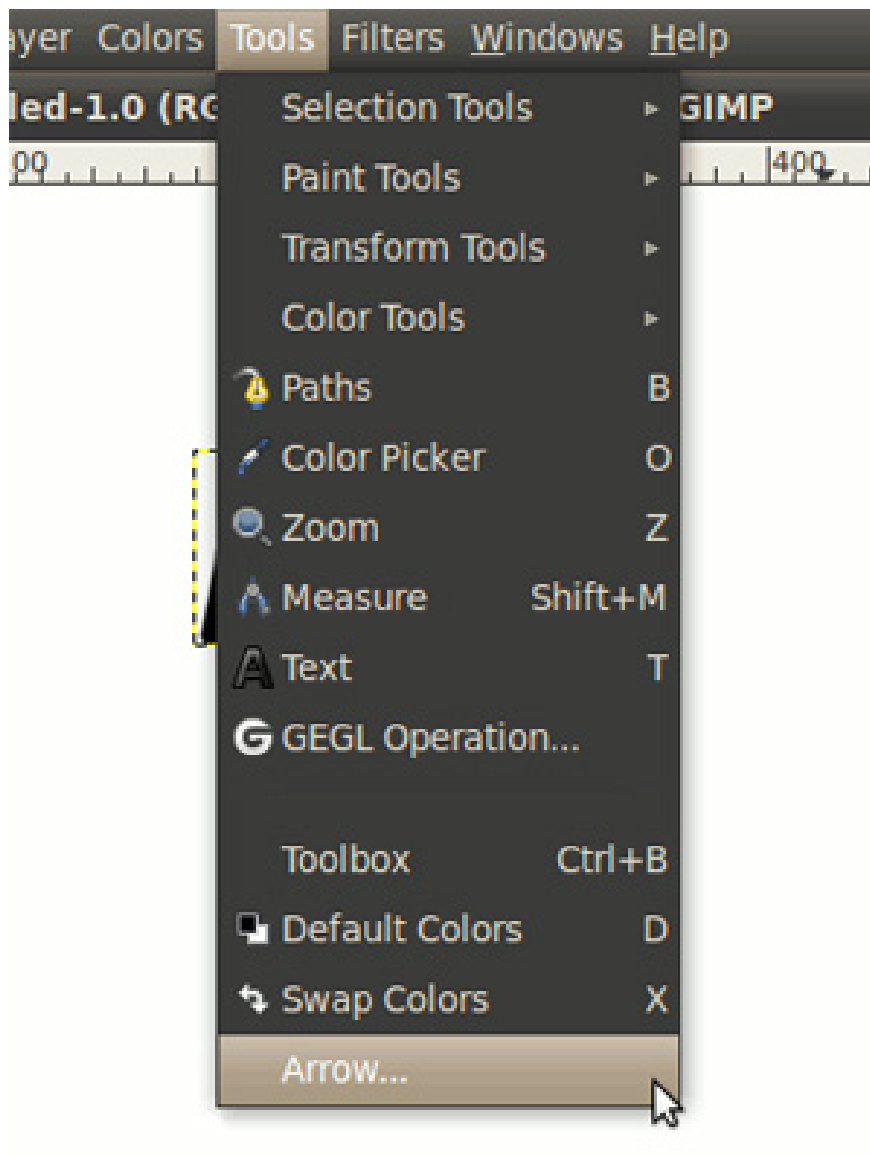 ayer Colors Tools Filters Windows Help
led-1.0 (RG GIMP
00 400
Selection Tools
Paint Tools
Transform Tools
Color Tools
Paths B
Color Picker O
Zoom Z
Measure Shift+M
Text T
GEGL Operation...
Toolbox Ctrl+B
Default Colors D
Swap Colors X
Arrow...